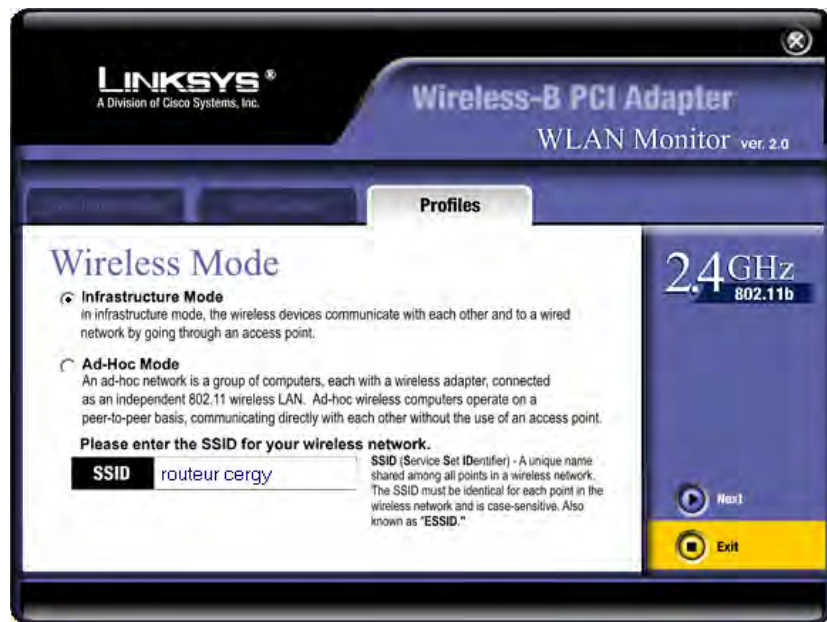 LINKSYS®
A Division of Cisco Systems, Inc.
Wireless-B PCI Adapter
WLAN Monitor ver. 2.0
Profiles
Wireless Mode
Infrastructure Mode
In infrastructure mode, the wireless devices communicate with each other and to a wired
network by going through an access point.
Ad-Hoc Mode
An ad-hoc network is a group of computers, each with a wireless adapter, connected
as an independent 802.11 wireless LAN. Ad-hoc wireless computers operate on a
peer-to-peer basis, communicating directly with each other without the use of an access point.
Please enter the SSID for your wireless network.
SSID
routeur cergy
SSID (Service Set IDentifier) - A unique name
shared among all points in a wireless network.
The SSID must be identical for each point in the
wireless network and is case-sensitive. Also
known as "ESSID."
2.4GHz
802.11b
Next
Exit